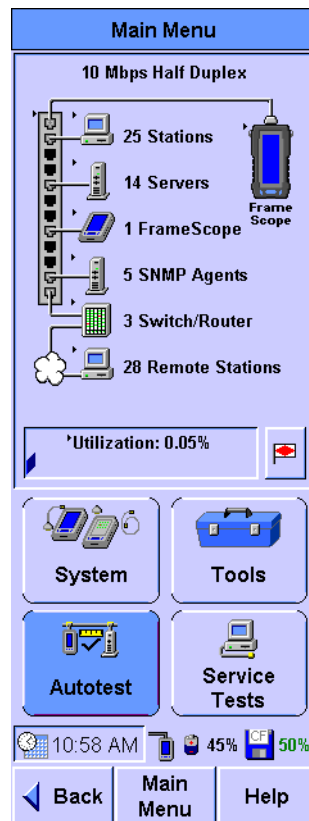 Main Menu
10 Mbps Half Duplex
25 Stations
14 Servers
Frame
Scope
1 FrameScope
5 SNMP Agents
3 Switch/Router
28 Remote Stations
Utilization: 0.05%
System
Tools
Autotest
Service
Tests
10:58 AM
45%
CF
50%
Back
Main
Menu
Help